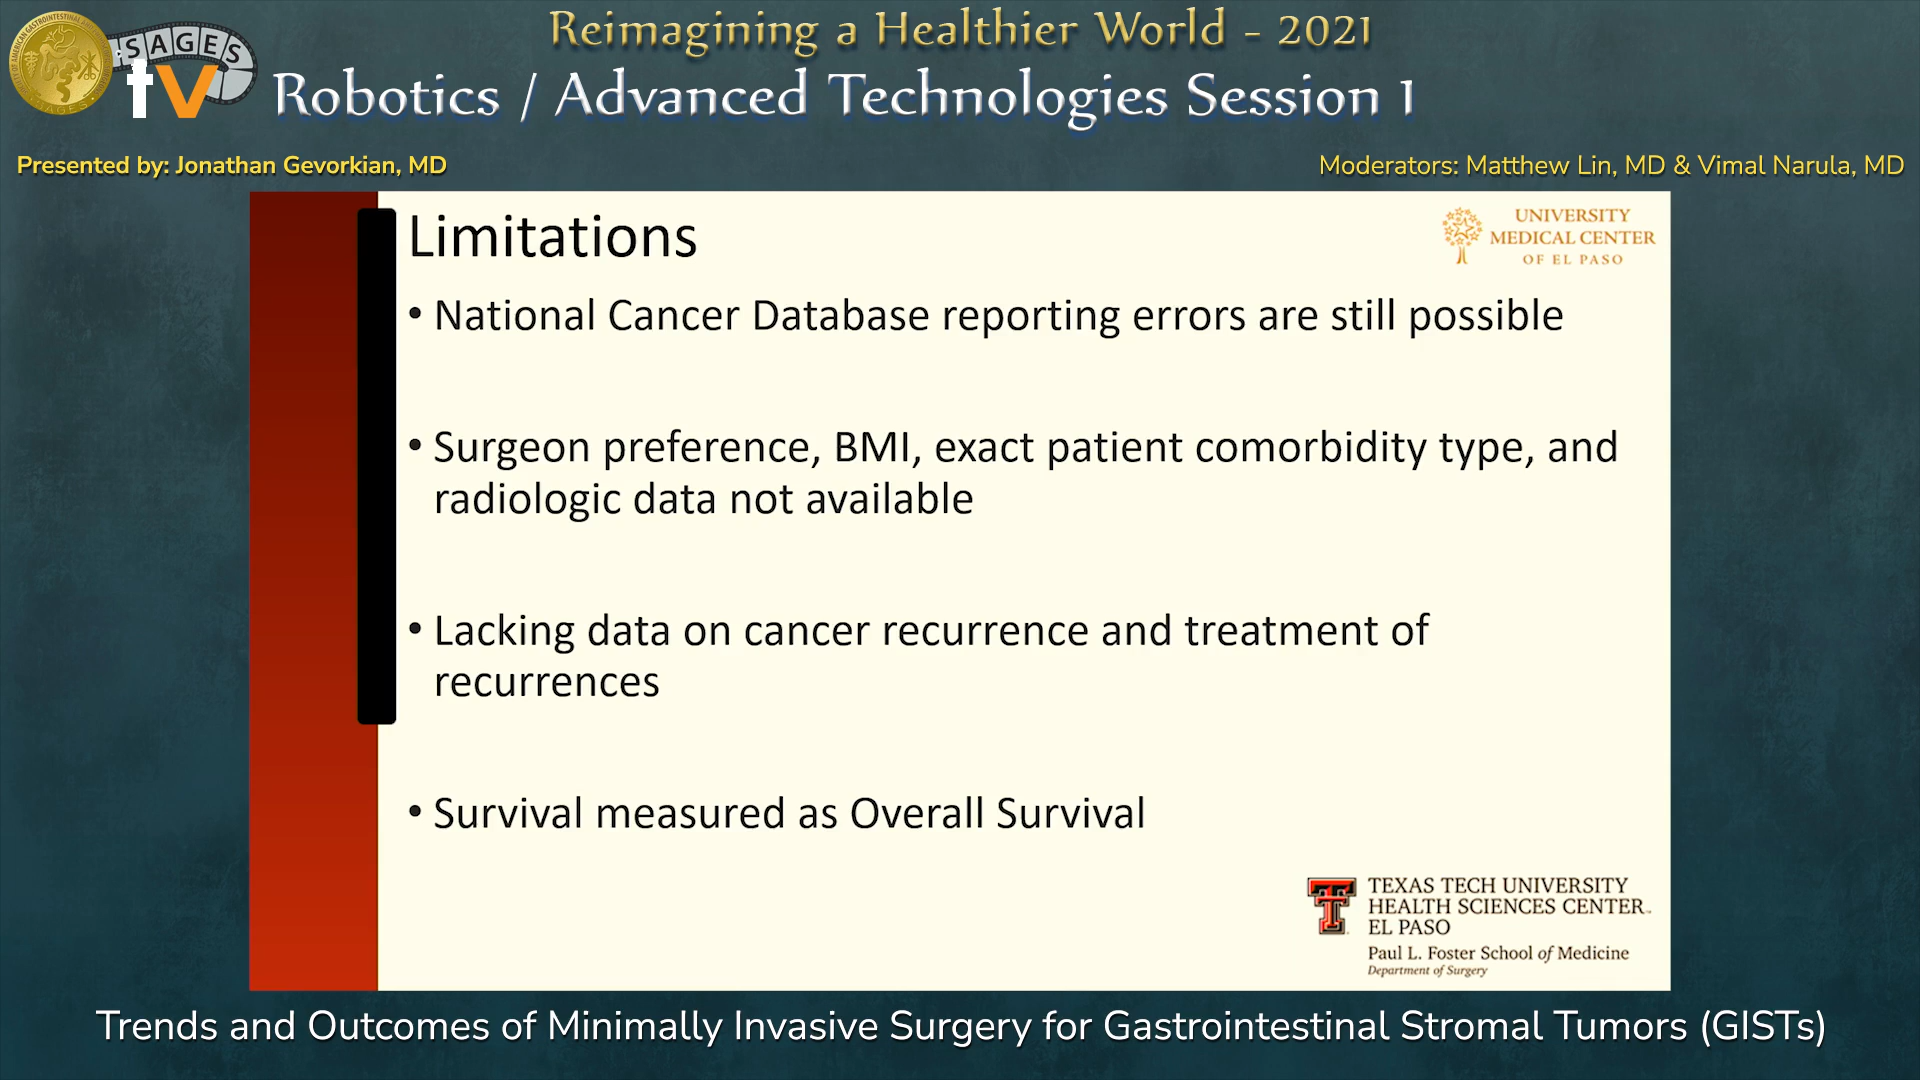 Reimagining a Healthier World - 2021
SAGES
tv
Robotics / Advanced Technologies Session 1
Presented by: Jonathan Gevorkian, MD
Moderators: Matthew Lin, MD & Vimal Narula, MD
Limitations
UNIVERSITY
MEDICAL CENTER
OF EL PASO
• National Cancer Database reporting errors are still possible
• Surgeon preference, BMI, exact patient comorbidity type, and
radiologic data not available
• Lacking data on cancer recurrence and treatment of
recurrences
• Survival measured as Overall Survival
TEXAS TECH UNIVERSITY
HEALTH SCIENCES CENTER™
EL PASO
Paul L. Foster School of Medicine
Department of Surgery
Trends and Outcomes of Minimally Invasive Surgery for Gastrointestinal Stromal Tumors (GISTs)